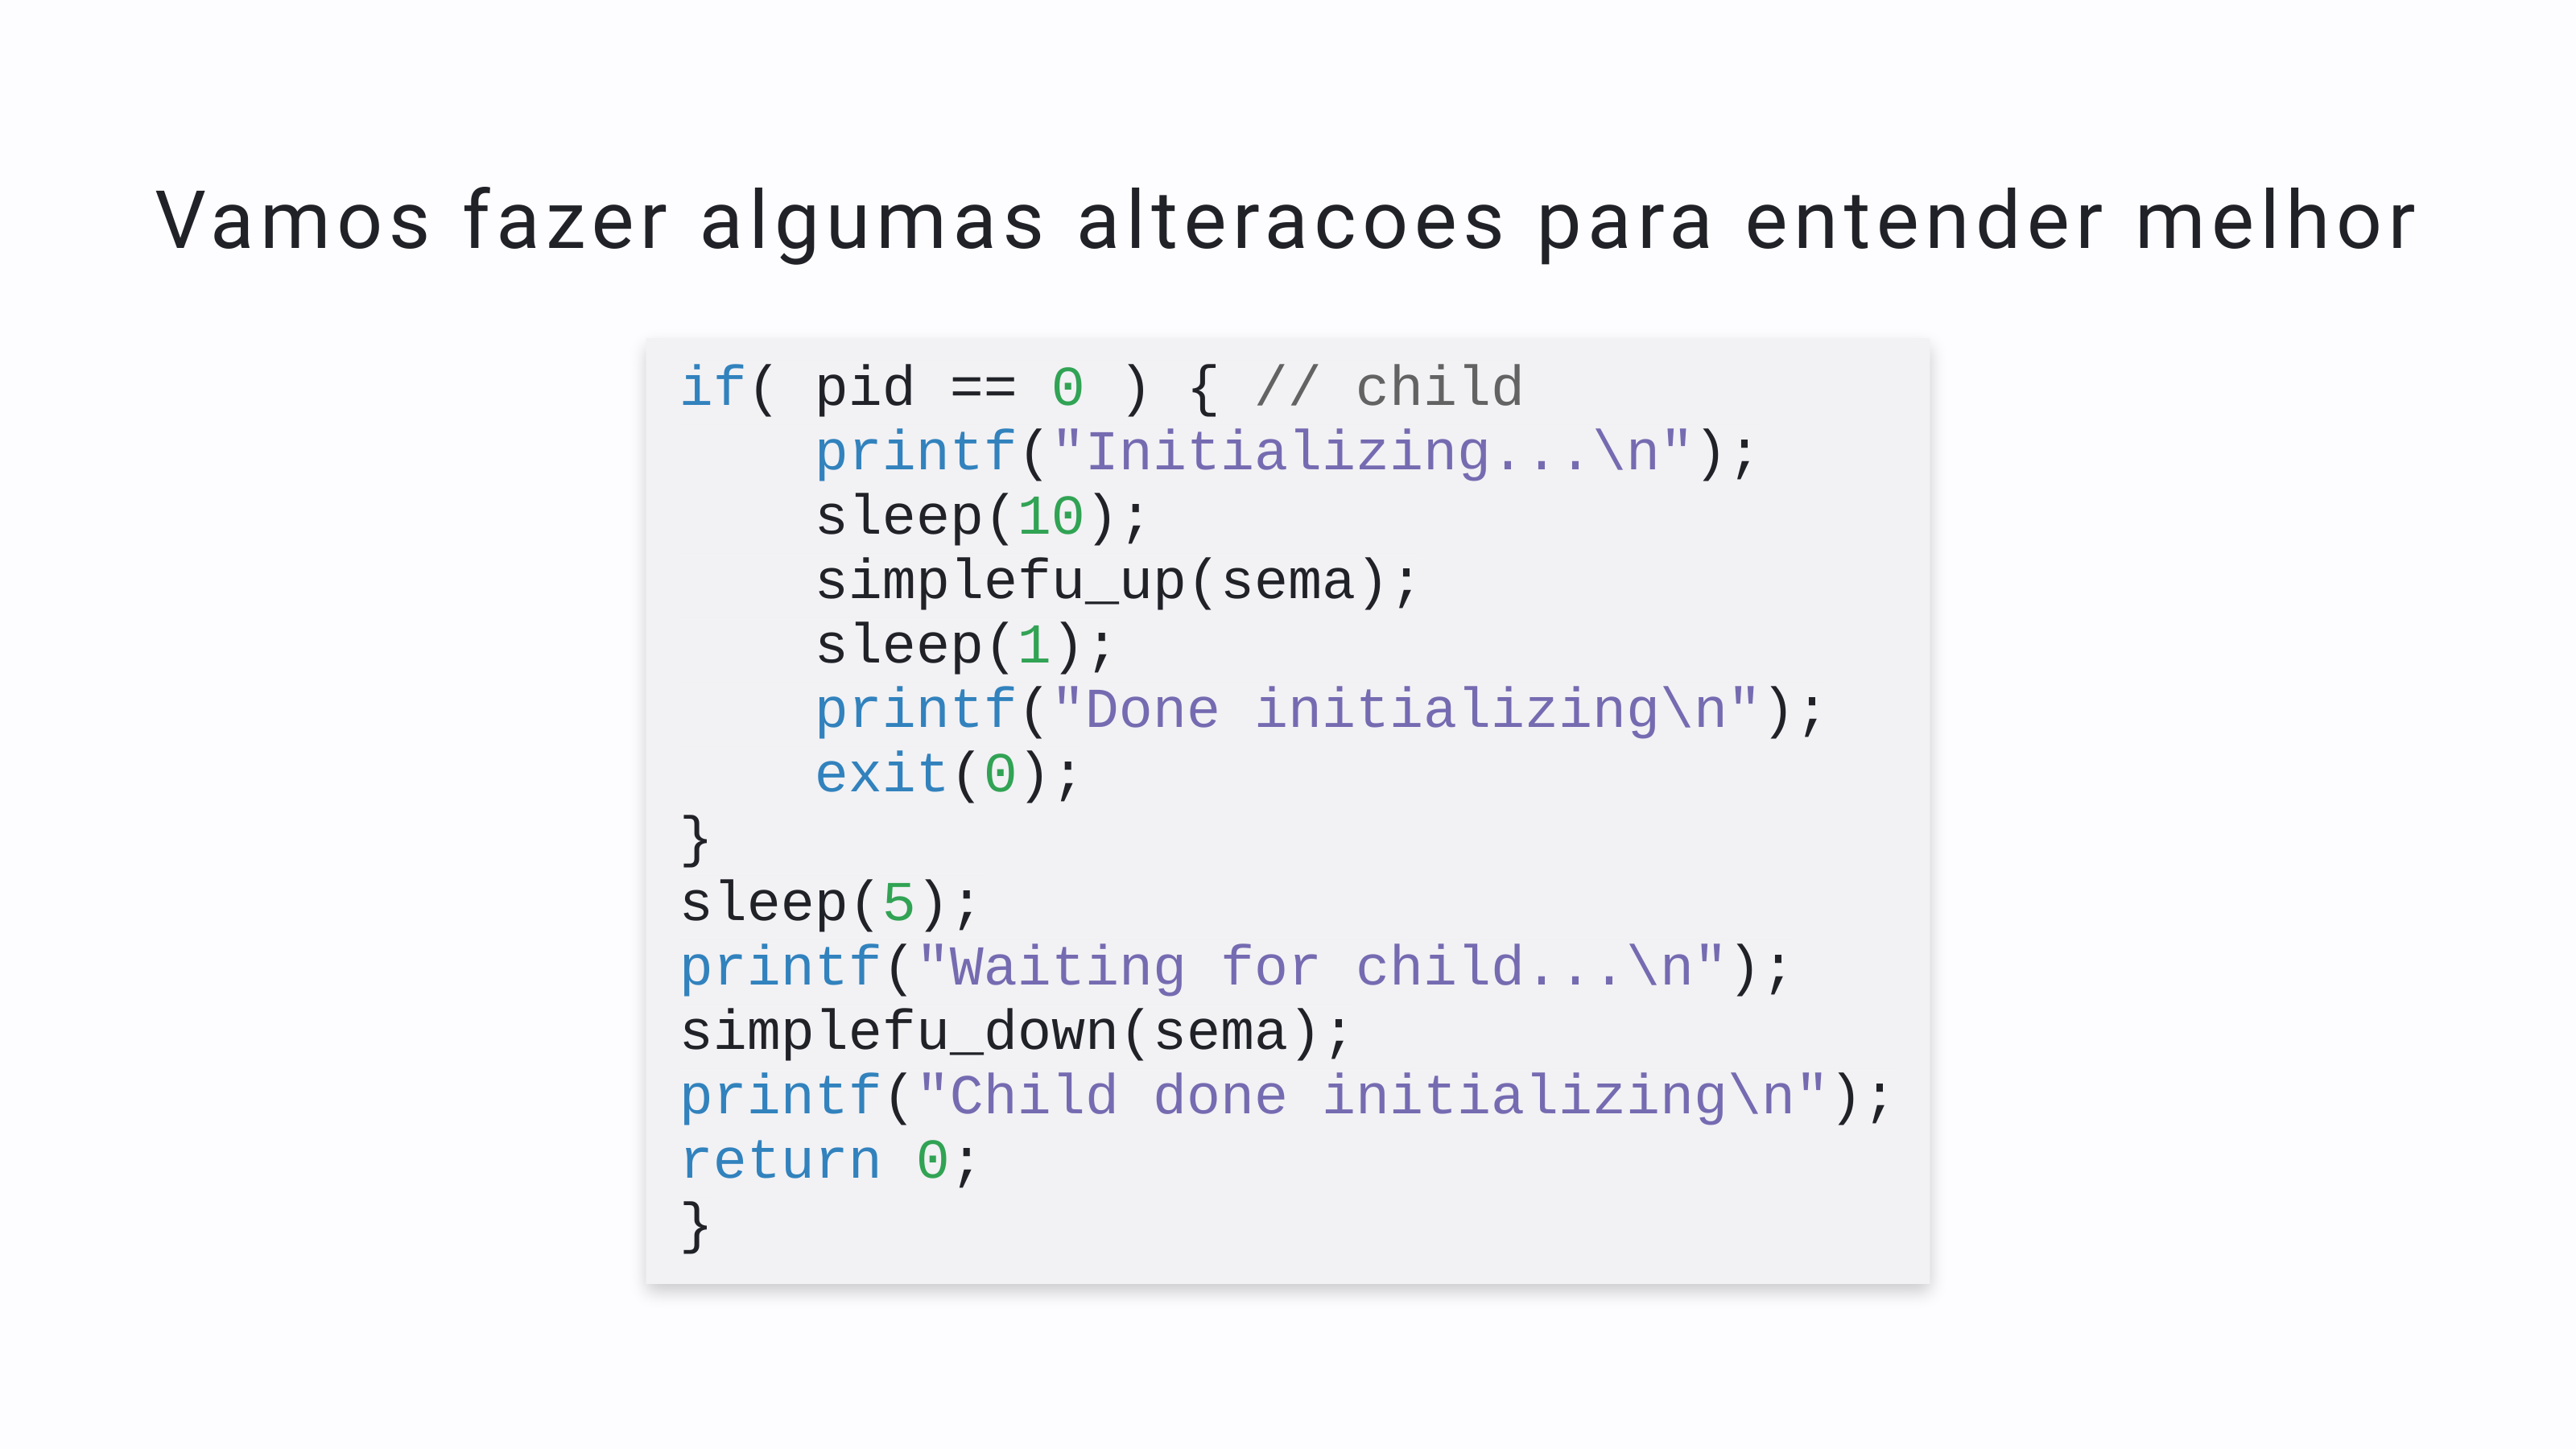 Vamos fazer algumas alteracoes para entender melhor
if( pid == 0 ) { // child
    printf("Initializing...\n");
    sleep(10);
    simplefu_up(sema);
    sleep(1);
    printf("Done initializing\n");
    exit(0);
}
sleep(5);
printf("Waiting for child...\n");
simplefu_down(sema);
printf("Child done initializing\n");
return 0;
}